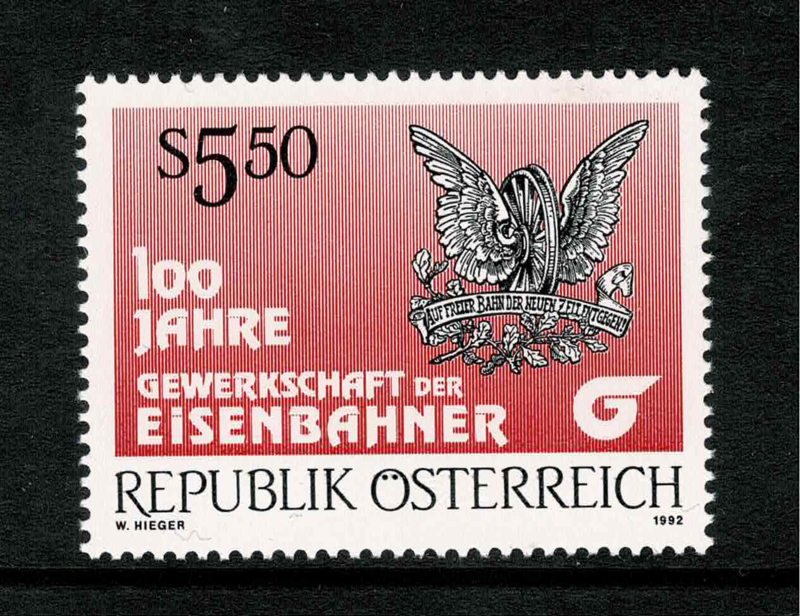 S5.50
100
JAHRE
GEWERKSCHAFT DER
EISENBAHNER
AUF FREIER BAHN DER NEUEN ZEIT ENTGEGEN!
G
REPUBLIK ÖSTERREICH
W. HIEGER 1992